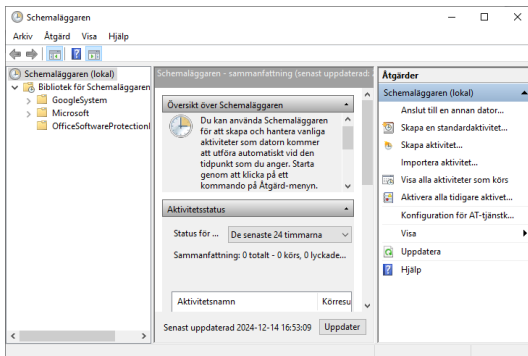 Schemaläggaren
Arkiv Åtgärd Visa Hjälp
Schemaläggaren (lokal)
Bibliotek för Schemaläggaren
GoogleSystem
Microsoft
OfficeSoftwareProtectionl
Schemaläggaren - sammanfattning (senast uppdaterad: 2
Översikt över Schemaläggaren
Du kan använda Schemaläggaren
för att skapa och hantera vanliga
aktiviteter som datorn kommer
att utföra automatiskt vid den
tidpunkt som du anger. Starta
genom att klicka på ett
kommando på Åtgärd-menyn.
Aktivitetsstatus
Status för ... De senaste 24 timmarna
Sammanfattning: 0 totalt - 0 körs, 0 lyckade...
Aktivitetsnamn Körresu
Senast uppdaterad 2024-12-14 16:53:09 Uppdater
Åtgärder
Schemaläggaren (lokal)
Anslut till en annan dator...
Skapa en standardaktivitet...
Skapa aktivitet...
Importera aktivitet...
Visa alla aktiviteter som körs
Aktivera alla tidigare aktivet...
Konfiguration för AT-tjänstk...
Visa
Uppdatera
Hjälp